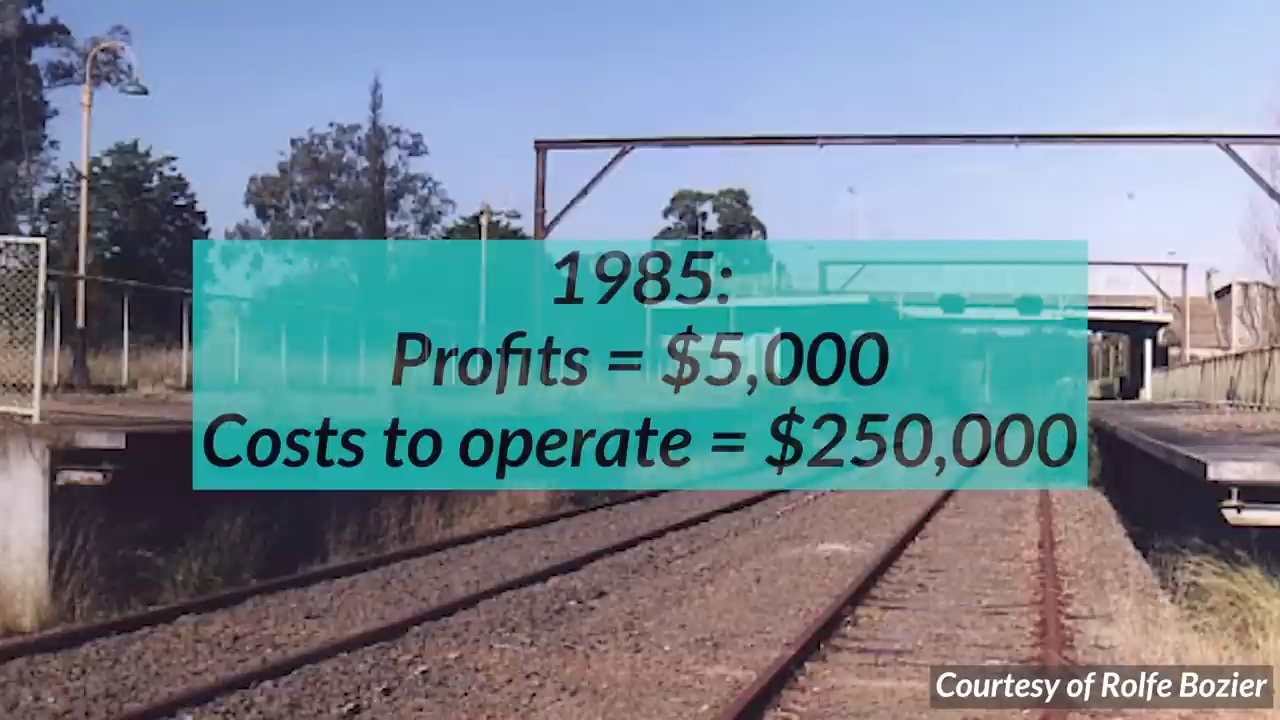 1985:
Profits = $5,000
Costs to operate = $250,000
Courtesy of Rolfe Bozier